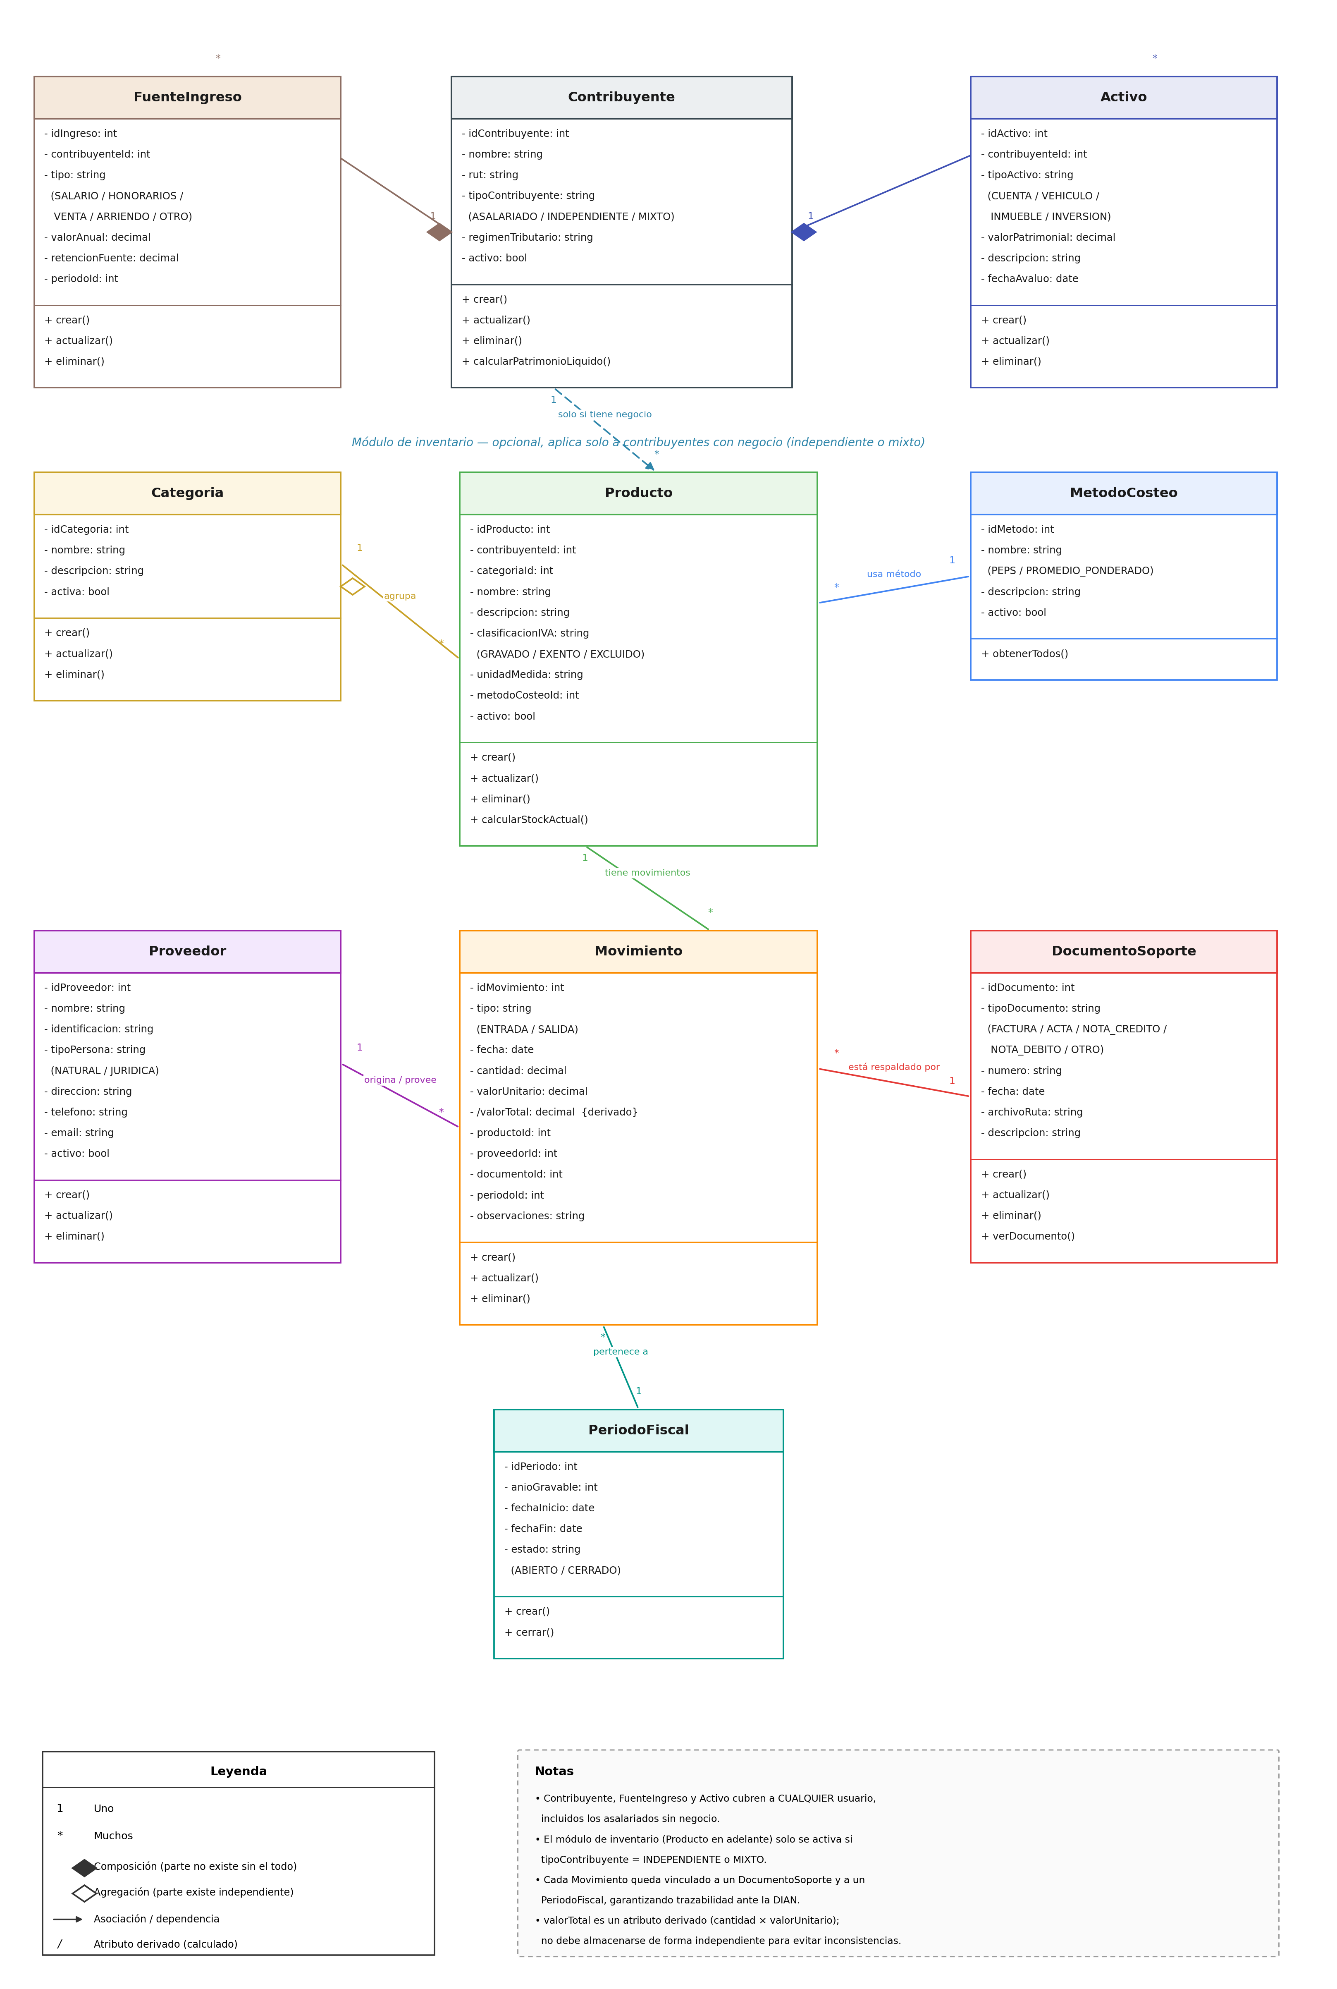 *
*
FuenteIngreso
- idIngreso: int
- contribuyenteId: int
- tipo: string
(SALARIO / HONORARIOS /
VENTA / ARRIENDO / OTRO)
- valorAnual: decimal
- retencionFuente: decimal
- periodoId: int
+ crear()
+ actualizar()
+ eliminar()
1
Contribuyente
- idContribuyente: int
- nombre: string
- rut: string
- tipoContribuyente: string
(ASALARIADO / INDEPENDIENTE / MIXTO)
- regimenTributario: string
- activo: bool
+ crear()
+ actualizar()
+ eliminar()
+ calcularPatrimonioLiquido()
1
Activo
- idActivo: int
- contribuyenteId: int
- tipoActivo: string
(CUENTA / VEHICULO /
INMUEBLE / INVERSION)
- valorPatrimonial: decimal
- descripcion: string
- fechaAvaluo: date
+ crear()
+ actualizar()
+ eliminar()
1
solo si tiene negocio
Módulo de inventario — opcional, aplica solo a contribuyentes con negocio (independiente o mixto)
*
Categoria
- idCategoria: int
- nombre: string
- descripcion: string
- activa: bool
+ crear()
+ actualizar()
+ eliminar()
1
agrupa
*
Producto
- idProducto: int
- contribuyenteId: int
- categoriaId: int
- nombre: string
- descripcion: string
- clasificacionIVA: string
(GRAVADO / EXENTO / EXCLUIDO)
- unidadMedida: string
- metodoCosteoId: int
- activo: bool
+ crear()
+ actualizar()
+ eliminar()
+ calcularStockActual()
*
usa método
1
MetodoCosteo
- idMetodo: int
- nombre: string
(PEPS / PROMEDIO_PONDERADO)
- descripcion: string
- activo: bool
+ obtenerTodos()
1
tiene movimientos
*
Proveedor
- idProveedor: int
- nombre: string
- identificacion: string
- tipoPersona: string
(NATURAL / JURIDICA)
- direccion: string
- telefono: string
- email: string
- activo: bool
+ crear()
+ actualizar()
+ eliminar()
1
origina / provee
*
Movimiento
- idMovimiento: int
- tipo: string
(ENTRADA / SALIDA)
- fecha: date
- cantidad: decimal
- valorUnitario: decimal
- /valorTotal: decimal {derivado}
- productoId: int
- proveedorId: int
- documentoId: int
- periodoId: int
- observaciones: string
+ crear()
+ actualizar()
+ eliminar()
*
está respaldado por
1
DocumentoSoporte
- idDocumento: int
- tipoDocumento: string
(FACTURA / ACTA / NOTA_CREDITO /
NOTA_DEBITO / OTRO)
- numero: string
- fecha: date
- archivoRuta: string
- descripcion: string
+ crear()
+ actualizar()
+ eliminar()
+ verDocumento()
*
pertenece a
1
PeriodoFiscal
- idPeriodo: int
- anioGravable: int
- fechaInicio: date
- fechaFin: date
- estado: string
(ABIERTO / CERRADO)
+ crear()
+ cerrar()
Leyenda
1 Uno
* Muchos
Composición (parte no existe sin el todo)
Agregación (parte existe independiente)
Asociación / dependencia
/ Atributo derivado (calculado)
Notas
• Contribuyente, FuenteIngreso y Activo cubren a CUALQUIER usuario,
incluidos los asalariados sin negocio.
• El módulo de inventario (Producto en adelante) solo se activa si
tipoContribuyente = INDEPENDIENTE o MIXTO.
• Cada Movimiento queda vinculado a un DocumentoSoporte y a un
PeriodoFiscal, garantizando trazabilidad ante la DIAN.
• valorTotal es un atributo derivado (cantidad × valorUnitario);
no debe almacenarse de forma independiente para evitar inconsistencias.